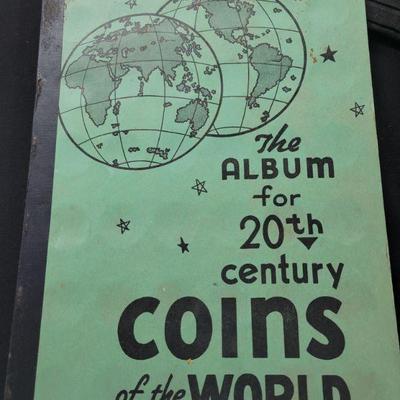 The
ALBUM
for
20th
century
COINS
of the WORLD